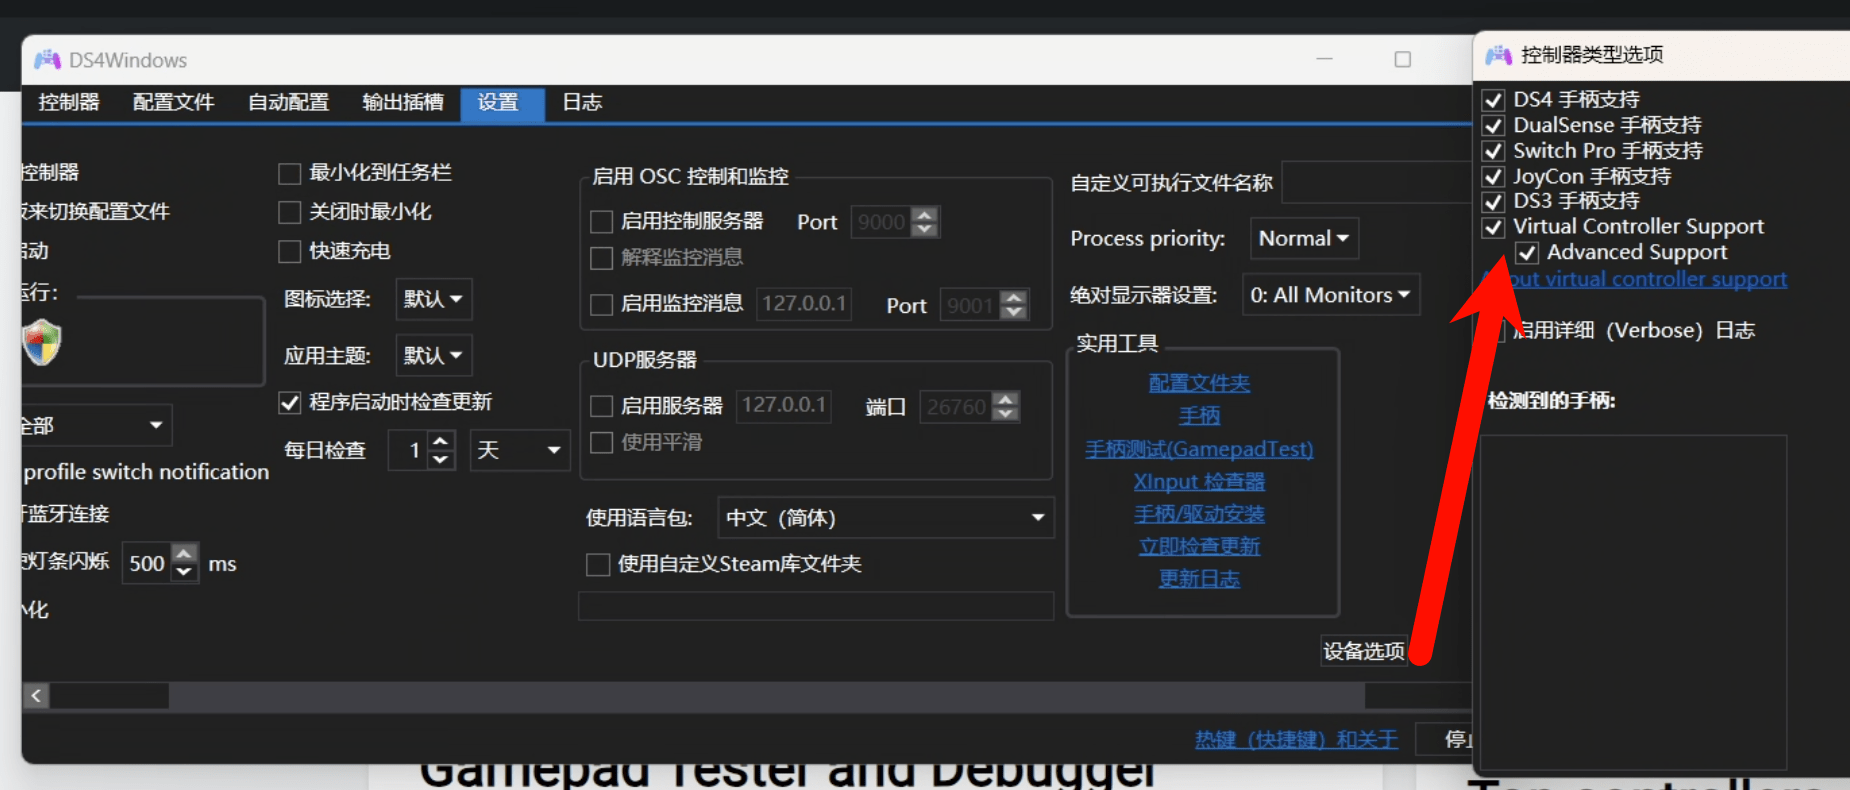 DS4Windows
控制器 配置文件 自动配置 输出插槽 设置 日志
控制器
来切换配置文件
运行:
全部
profile switch notification
蓝牙连接
灯条闪烁 500 ms
小化
最小化到任务栏
关闭时最小化
快速充电
图标选择: 默认
应用主题: 默认
程序启动时检查更新
每日检查 1 天
启用 OSC 控制和监控
启用控制服务器 Port 9000
解释监控消息
启用监控消息 127.0.0.1 Port 9001
UDP服务器
启用服务器 127.0.0.1 端口 26760
使用平滑
使用语言包: 中文 (简体)
使用自定义Steam库文件夹
自定义可执行文件名称
Process priority: Normal
绝对显示器设置: 0: All Monitors
实用工具
配置文件夹
手柄
手柄测试(GamepadTest)
XInput 检查器
手柄/驱动安装
立即检查更新
更新日志
设备选项
热键（快捷键）和关于
停止
控制器类型选项
DS4 手柄支持
DualSense 手柄支持
Switch Pro 手柄支持
JoyCon 手柄支持
DS3 手柄支持
Virtual Controller Support
Advanced Support
out virtual controller support
启用详细（Verbose）日志
检测到的手柄:
Gamepad Tester and Debugger
Top controllers